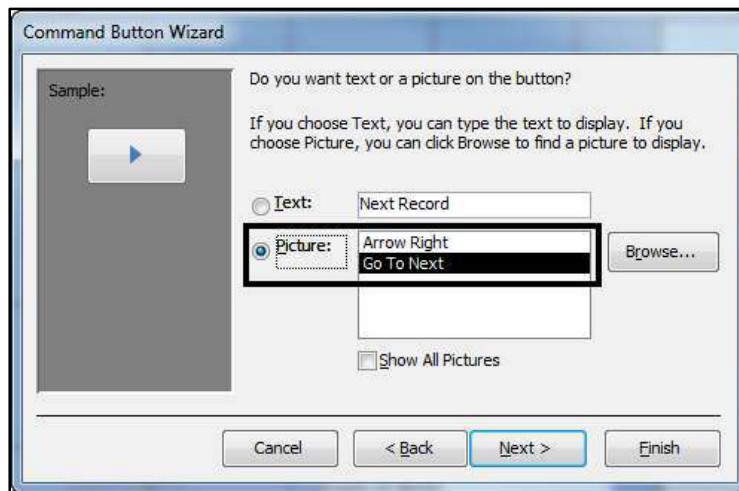 Command Button Wizard
Sample:
Do you want text or a picture on the button?
If you choose Text, you can type the text to display. If you
choose Picture, you can click Browse to find a picture to display.
Text:
Next Record
Picture:
Arrow Right
Go To Next
Browse...
Show All Pictures
Cancel
< Back
Next >
Finish